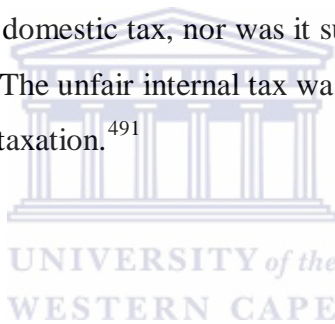 domestic tax, nor was it su
The unfair internal tax wa
taxation.491
UNIVERSITY of the
WESTERN CAPE